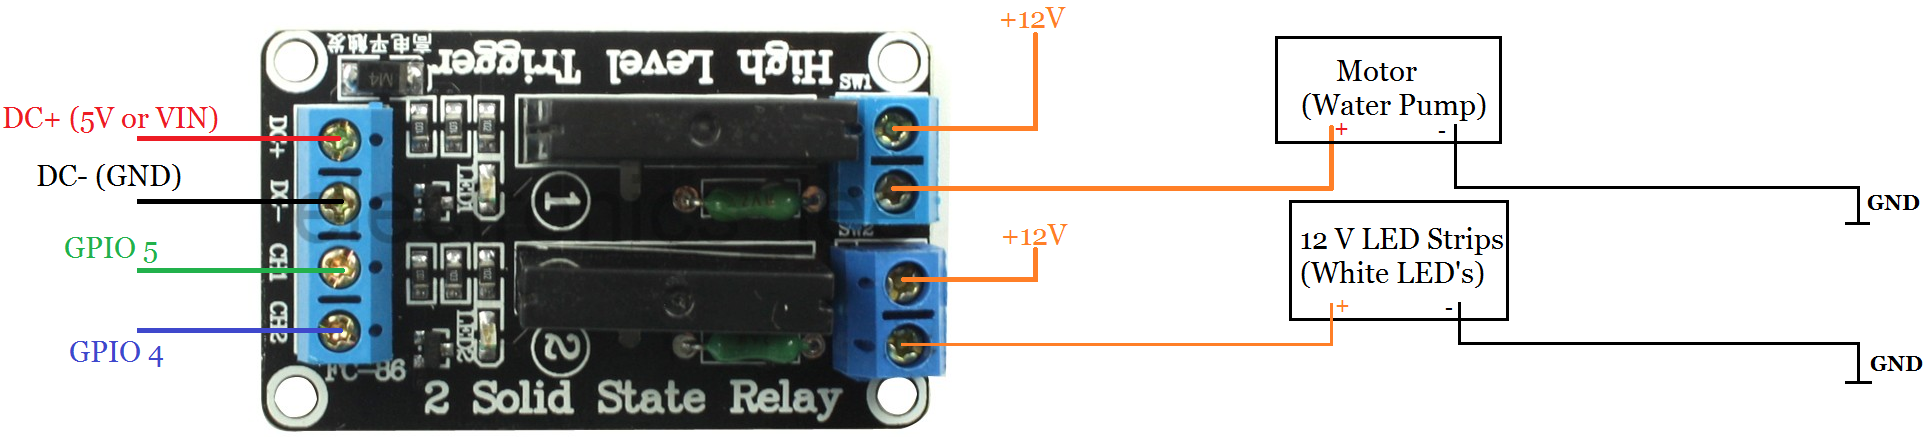 +12V
高电平触发
High Level Trigger
M4
SW1
Motor
(Water Pump)
+ -
DC+ (5V or VIN)
DC+
DC- (GND)
DC-
LED1
1
GND
GPIO 5
CH1
SW2
+12V
12 V LED Strips
(White LED's)
+ -
GPIO 4
CH2
LED2
2
GND
FC-86
2 Solid State Relay